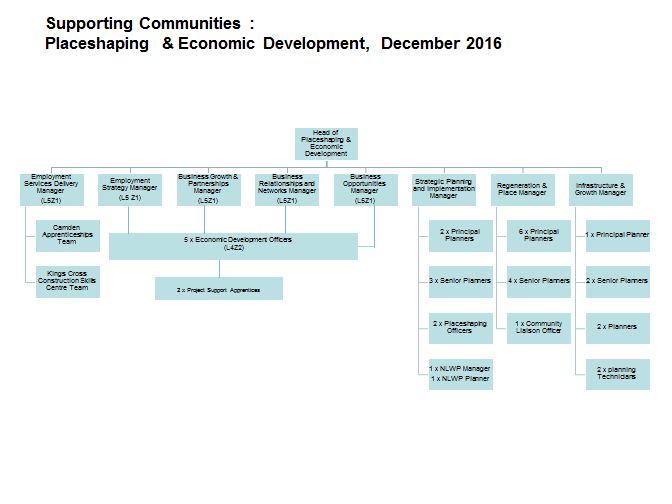 Supporting Communities :
Placeshaping & Economic Development, December 2016
Head of
Placeshaping &
Economic
Development
Employment
Services Delivery
Manager
(L5Z1)
Employment
Strategy Manager
(L5 Z1)
Business Growth &
Partnerships
Manager
(L5Z1)
Business
Relationships and
Networks Manager
(L5Z1)
Business
Opportunities
Manager
(L5Z1)
Strategic Planning
and Implementation
Manager
Regeneration &
Place Manager
Infrastructure &
Growth Manager
Camden
Apprenticeships
Team
5 x Economic Development Officers
(L4Z2)
2 x Principal
Planners
6 x Principal
Planners
1 x Principal Planner
Kings Cross
Construction Skills
Centre Team
2 x Project Support Apprentices
3 x Senior Planners
4 x Senior Planners
2 x Senior Planners
2 x Placeshaping
Officers
1 x Community
Liaison Officer
2 x Planners
1 x NLWP Manager
1 x NLWP Planner
2 x planning
Technicians